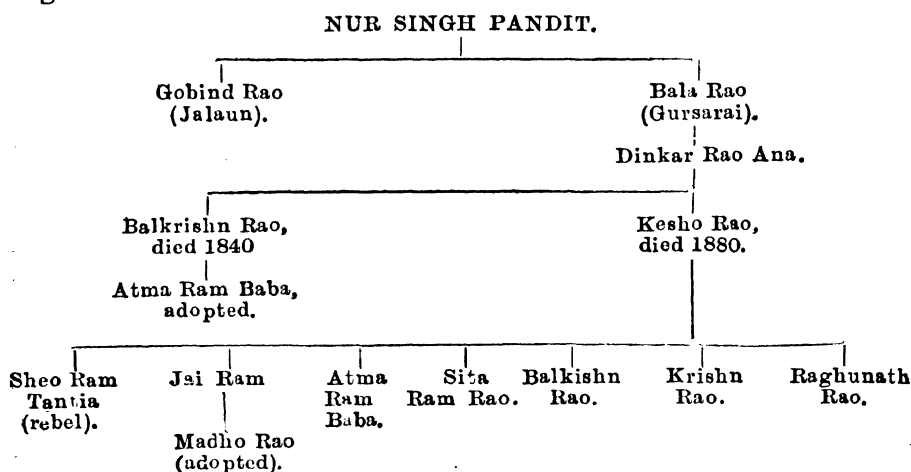 NUR SINGH PANDIT.
Gobind Rao
(Jalaun).
Bala Rao
(Gursarai).
Dinkar Rao Ana.
Balkrishn Rao,
died 1840
Kesho Rao,
died 1880.
Atma Ram Baba,
adopted.
Sheo Ram
Tantia
(rebel).
Jai Ram
Atma
Ram
Baba.
Sita
Ram Rao.
Balkishn
Rao.
Krishn
Rao.
Raghunath
Rao.
Madho Rao
(adopted).